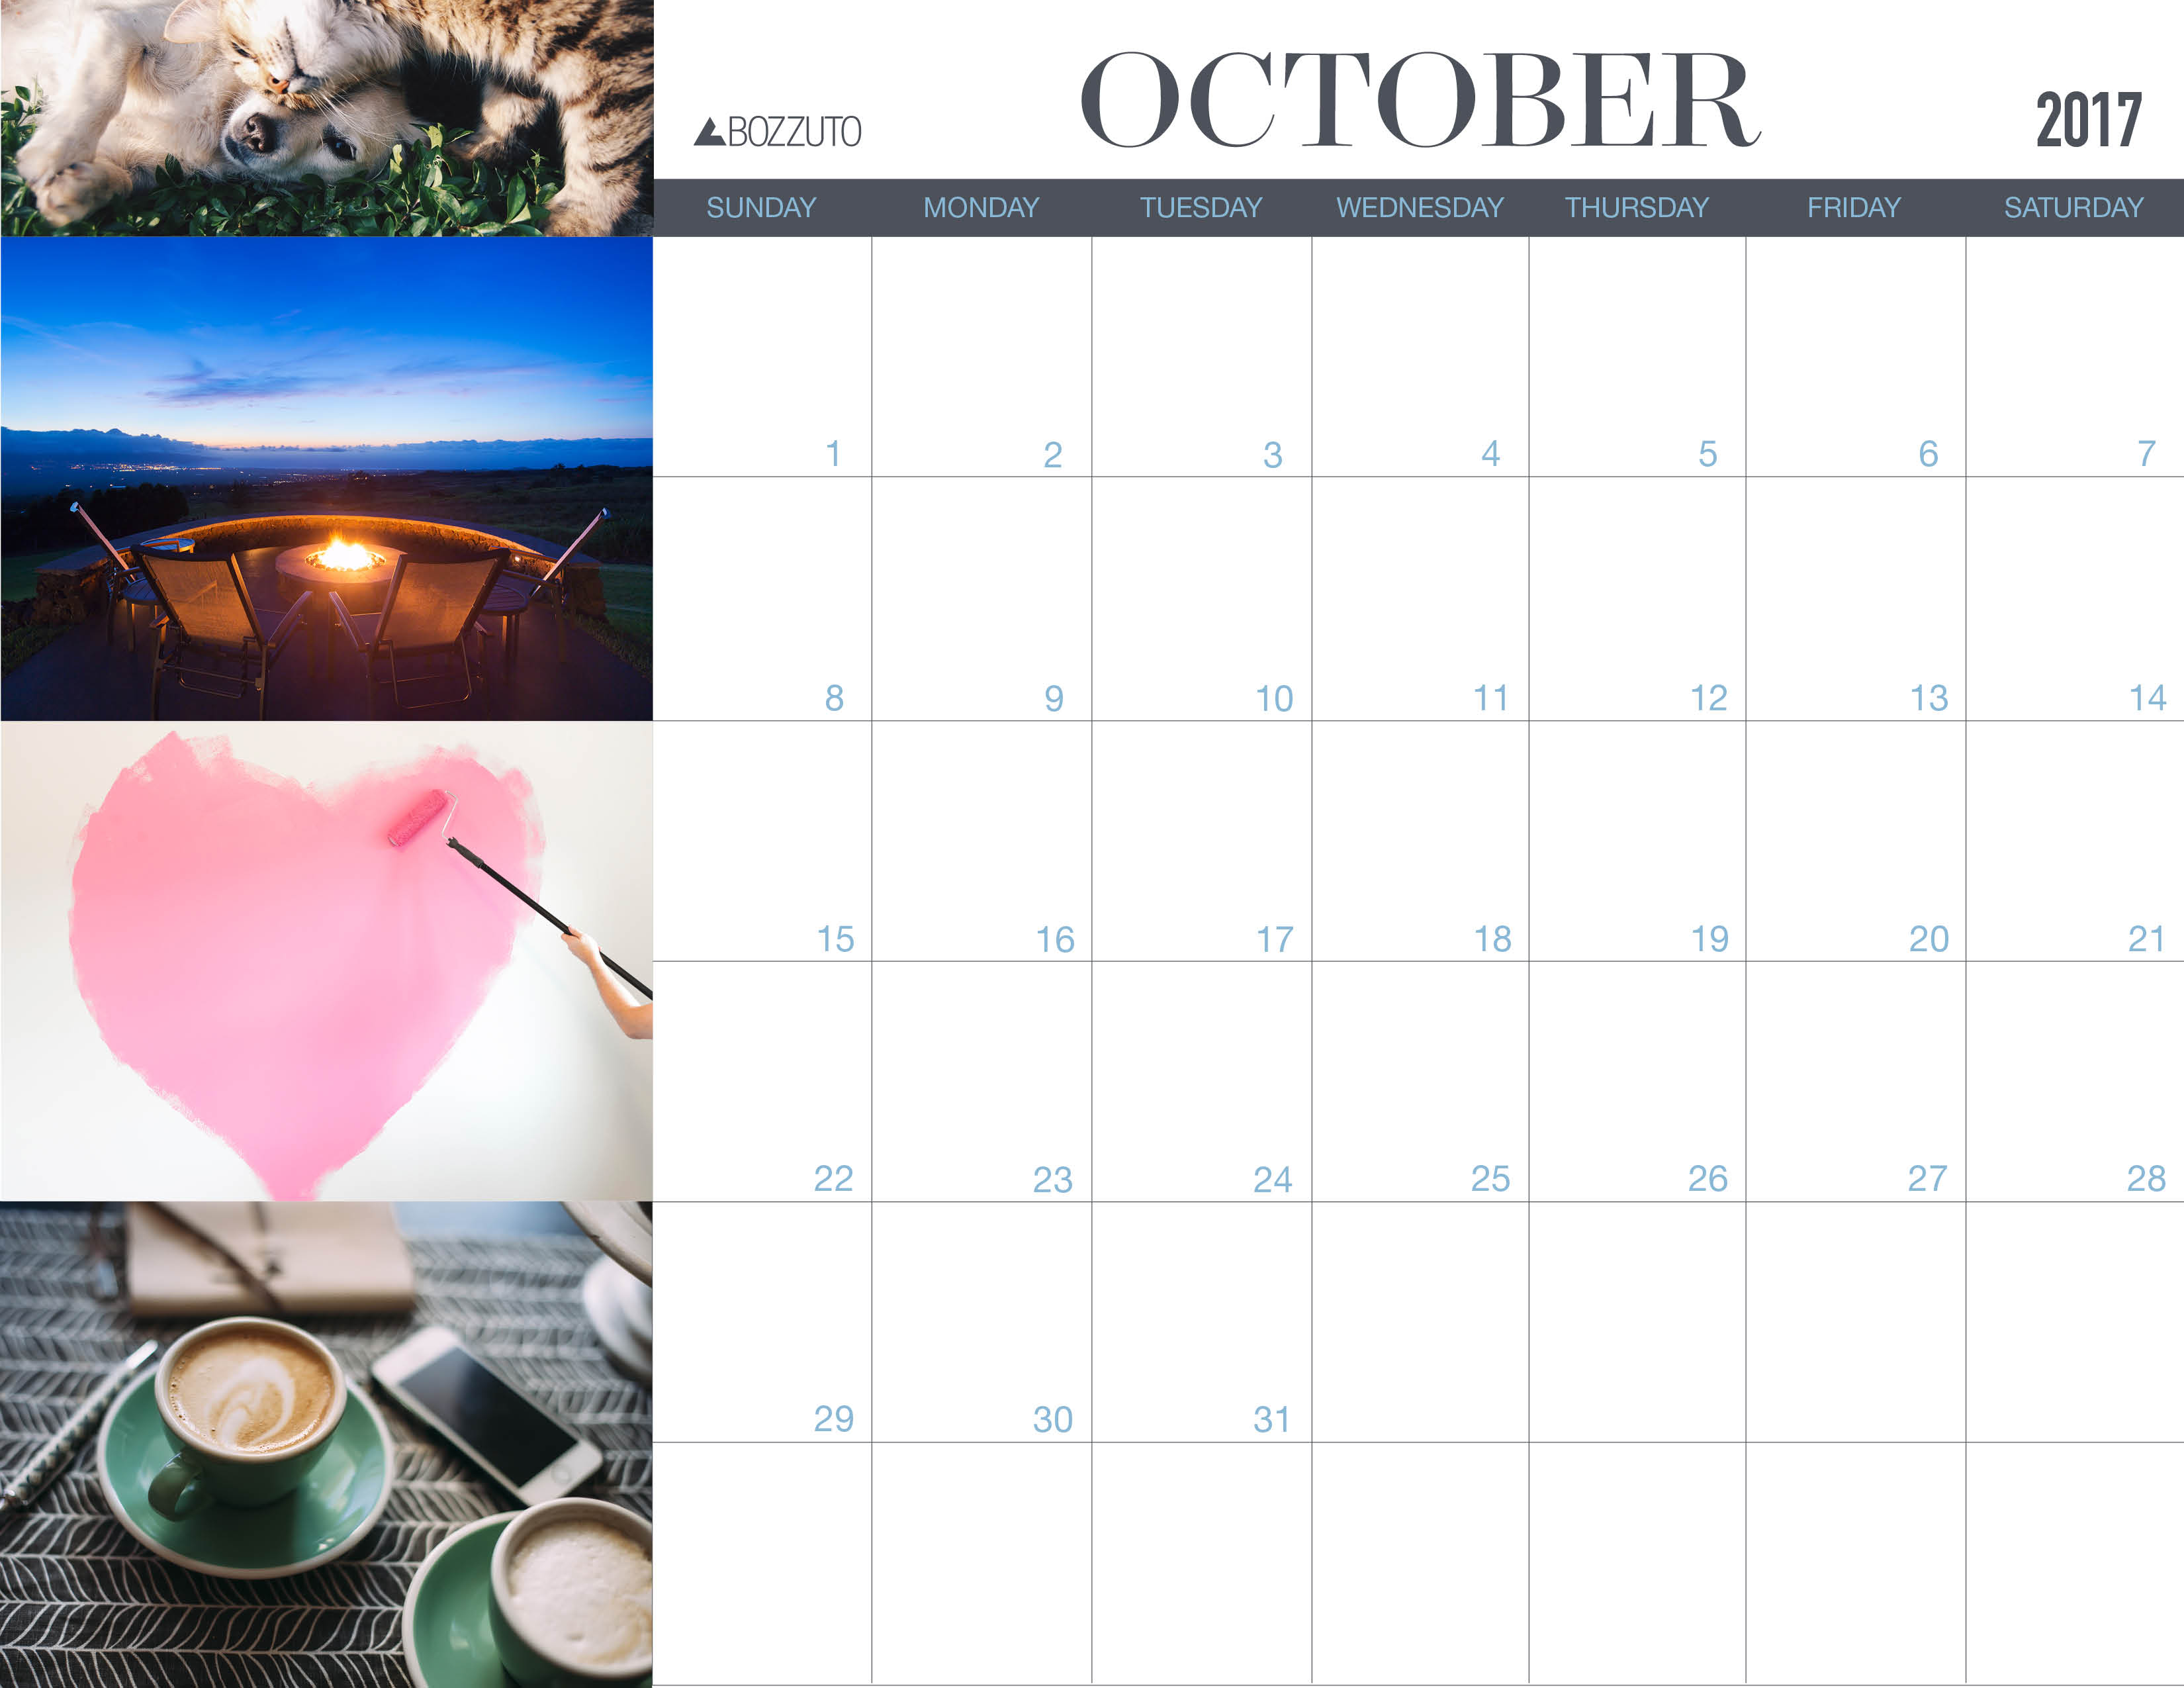 BOZZUTO OCTOBER 2017
SUNDAY MONDAY TUESDAY WEDNESDAY THURSDAY FRIDAY SATURDAY
1 2 3 4 5 6 7
8 9 10 11 12 13 14
15 16 17 18 19 20 21
22 23 24 25 26 27 28
29 30 31